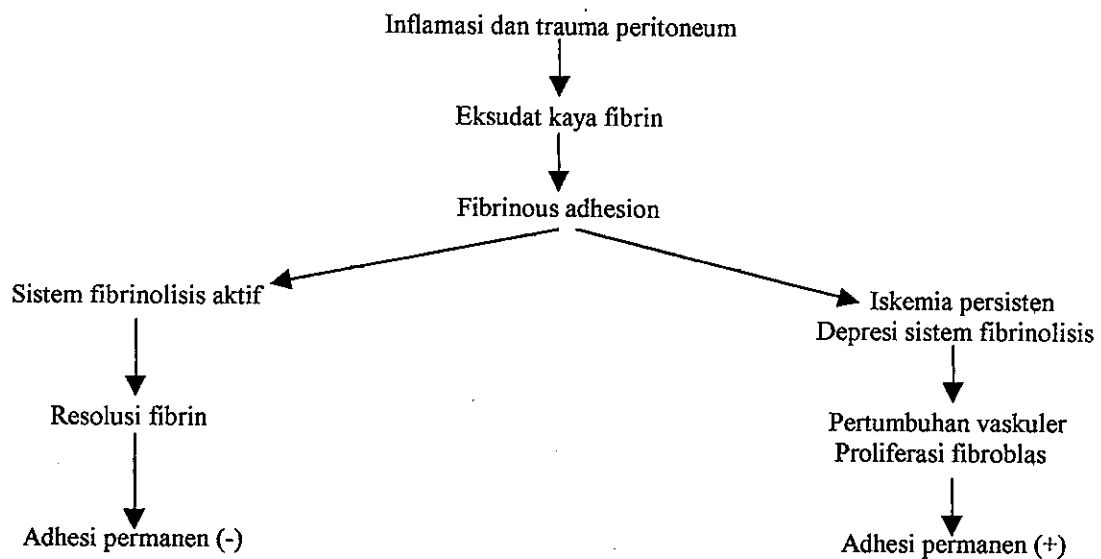 Inflamasi dan trauma peritoneum
Eksudat kaya fibrin
Fibrinous adhesion
Sistem fibrinolisis aktif
Iskemia persisten
Depresi sistem fibrinolisis
Resolusi fibrin
Pertumbuhan vaskuler
Proliferasi fibroblas
Adhesi permanen (-)
Adhesi permanen (+)